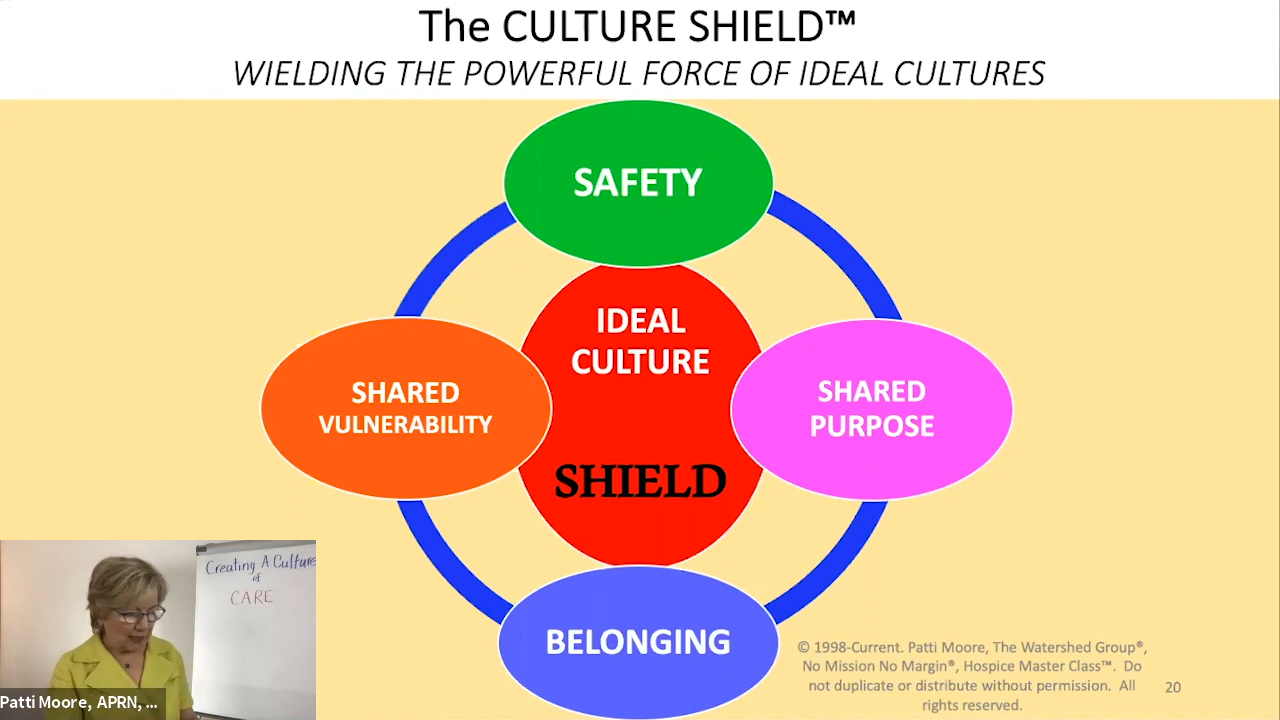 The CULTURE SHIELD™
WIELDING THE POWERFUL FORCE OF IDEAL CULTURES
SAFETY
IDEAL
CULTURE
SHIELD
SHARED
VULNERABILITY
SHARED
PURPOSE
BELONGING
© 1998-Current. Patti Moore, The Watershed Group®,
No Mission No Margin®, Hospice Master Class™. Do
not duplicate or distribute without permission. All
rights reserved.
20
Creating A Culture
of
CARE
Patti Moore, APRN, ...